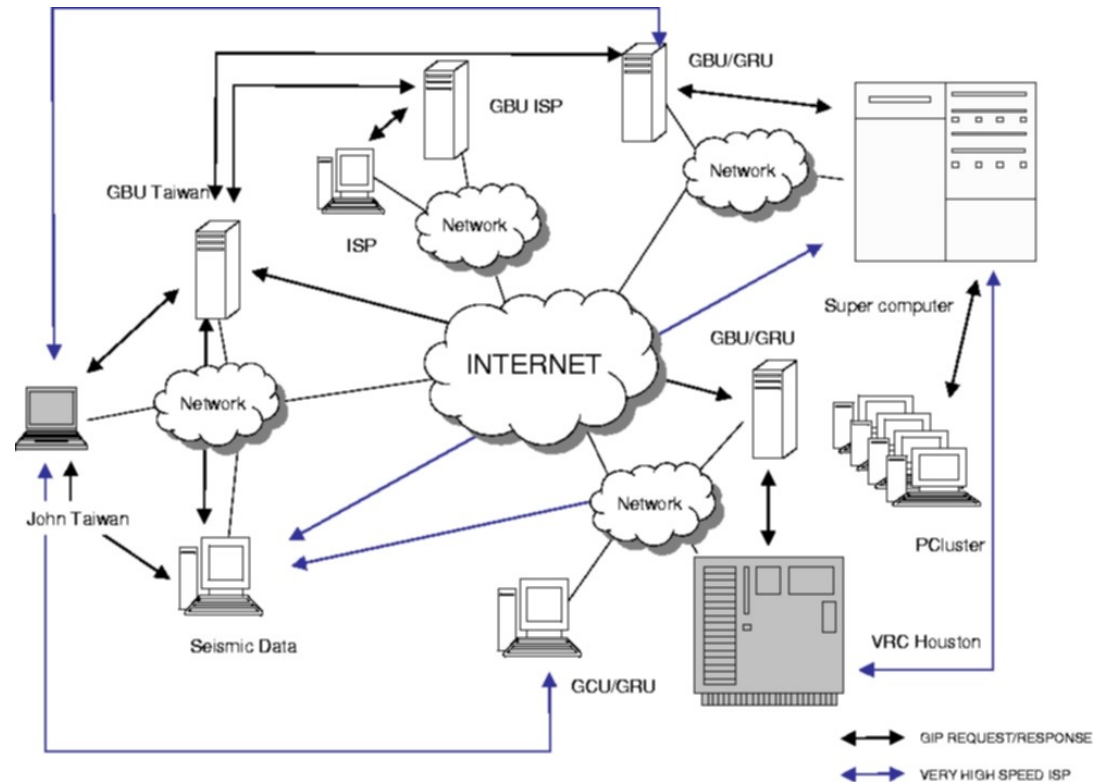 GBU/GRU
GBU ISP
Network
GBU Taiwan
Network
ISP
Super computer
INTERNET
GBU/GRU
Network
Network
John Taiwan
PCluster
Seismic Data
VRC Houston
GCU/GRU
GIP REQUEST/RESPONSE
VERY HIGH SPEED ISP